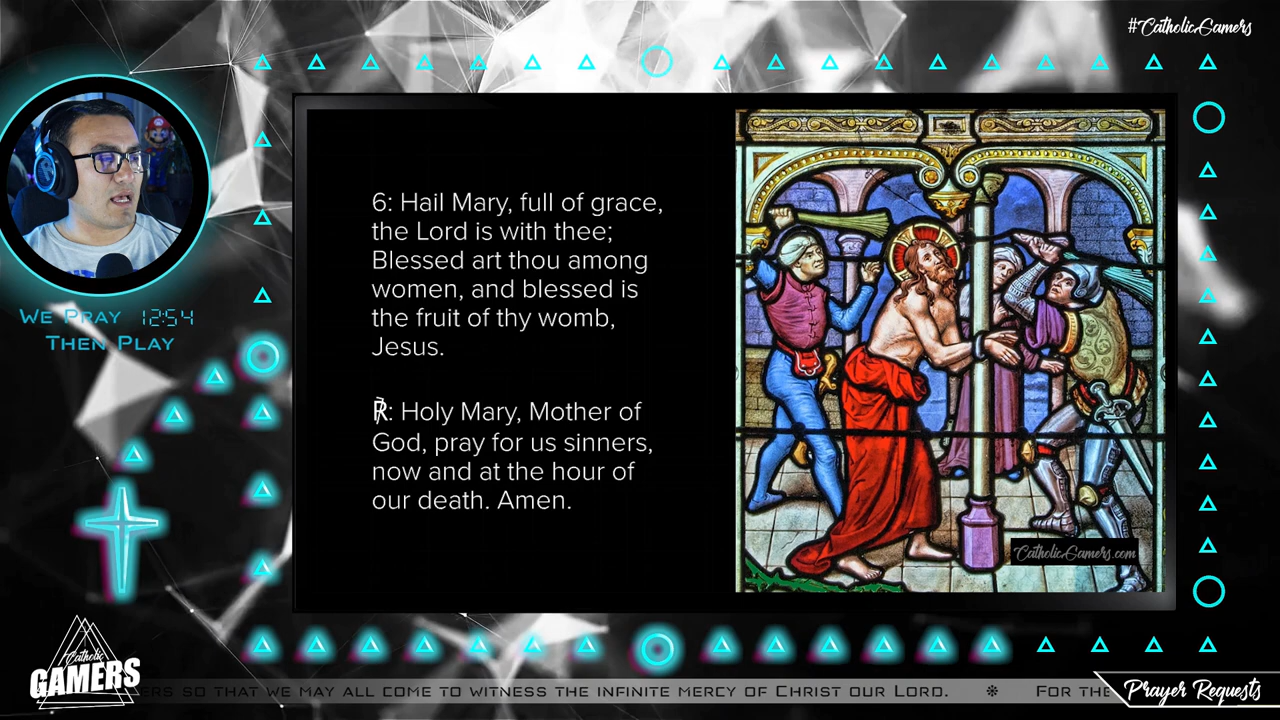 #CatholicGamers
WE PRAY 12:54
THEN PLAY
6: Hail Mary, full of grace,
the Lord is with thee;
Blessed art thou among
women, and blessed is
the fruit of thy womb,
Jesus.
℟: Holy Mary, Mother of
God, pray for us sinners,
now and at the hour of
our death. Amen.
CatholicGamers.com
Catholic
GAMERS
ERS SO THAT WE MAY ALL COME TO WITNESS THE INFINITE MERCY OF CHRIST OUR LORD. ❋ FOR THE
Prayer Requests